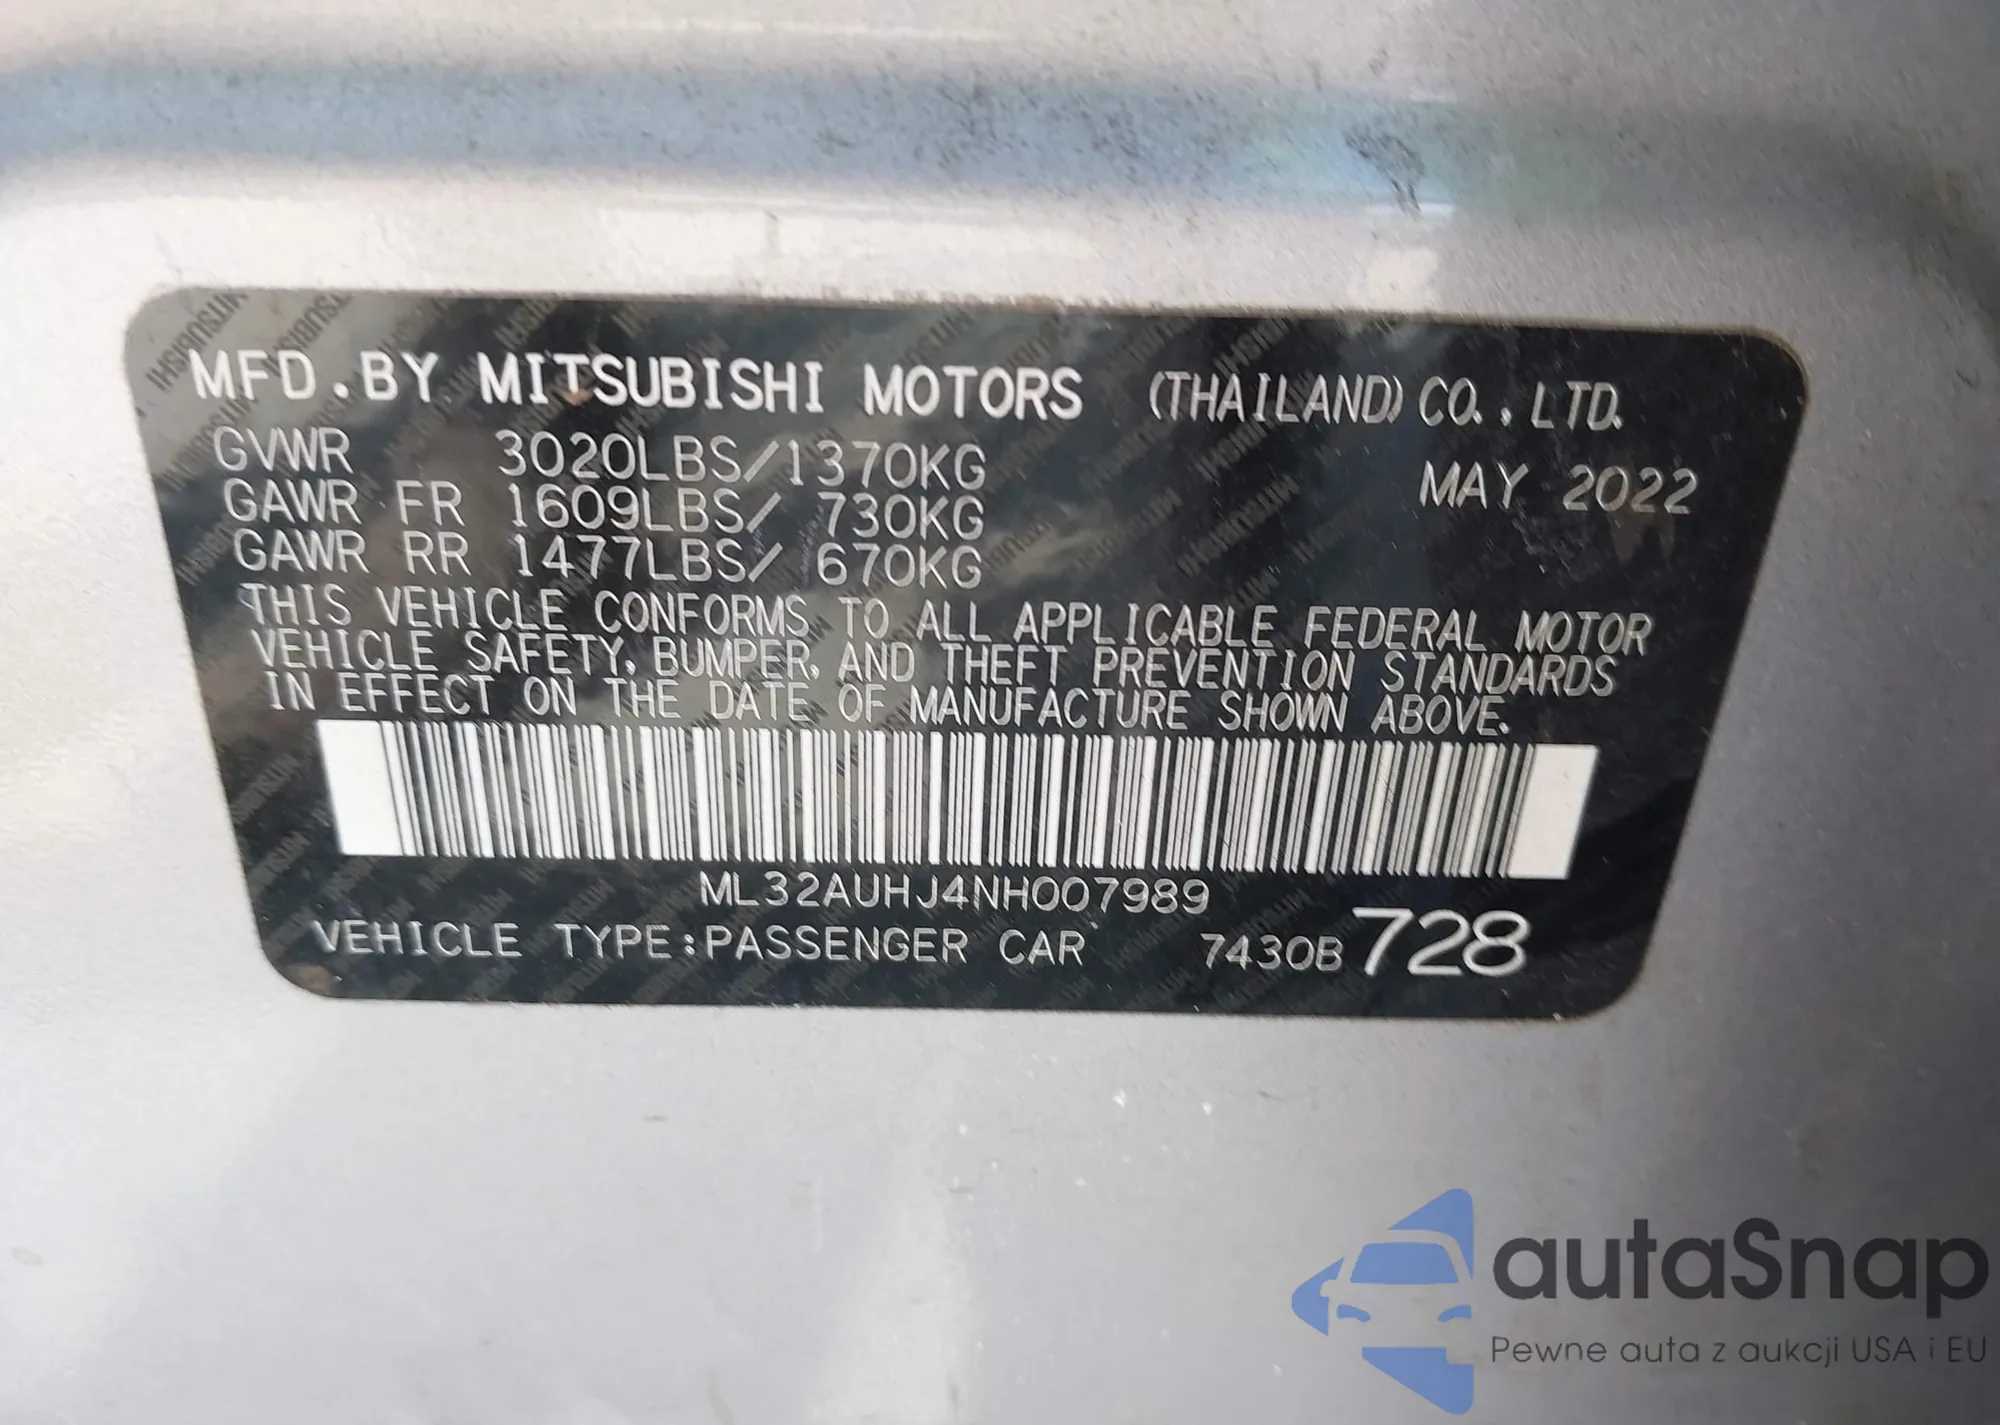 MFD.BY MITSUBISHI MOTORS (THAILAND) CO., LTD.
GVWR 3020LBS/1370KG MAY 2022
GAWR FR 1609LBS/ 730KG
GAWR RR 1477LBS/ 670KG
THIS VEHICLE CONFORMS TO ALL APPLICABLE FEDERAL MOTOR
VEHICLE SAFETY, BUMPER, AND THEFT PREVENTION STANDARDS
IN EFFECT ON THE DATE OF MANUFACTURE SHOWN ABOVE.
ML32AUHJ4NH007989
VEHICLE TYPE:PASSENGER CAR 7430B 728
autaSnap
Pewne auta z aukcji USA i EU